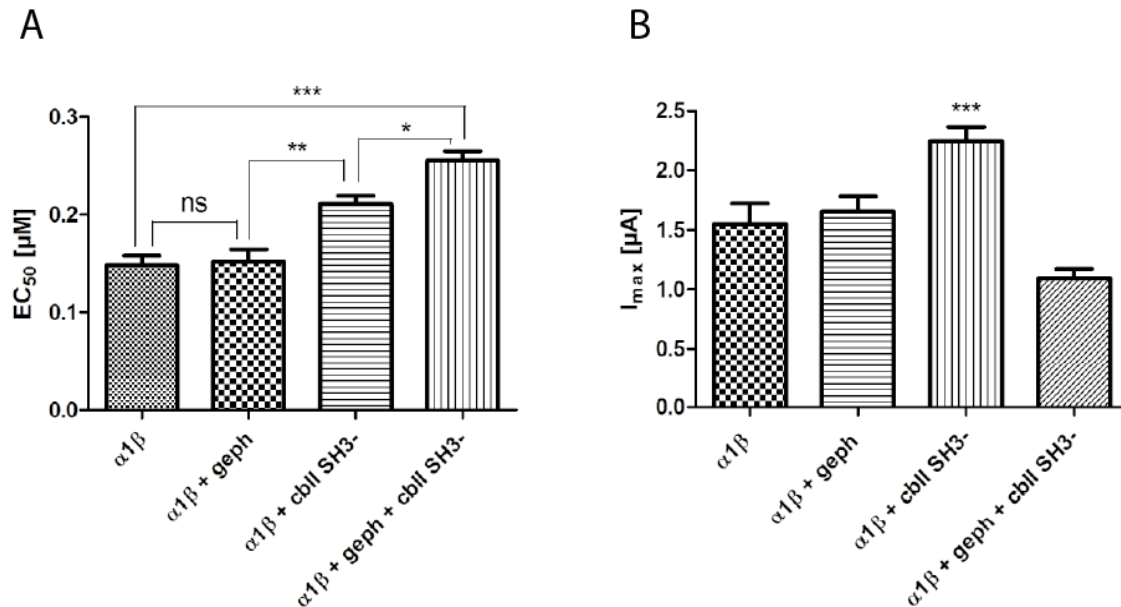 A
EC50 [µM]
0.3
0.2
0.1
0.0
***
**
*
ns
α1β
α1β + geph
α1β + cbII SH3-
α1β + geph + cbII SH3-
B
Imax [µA]
2.5
2.0
1.5
1.0
0.5
0.0
***
α1β
α1β + geph
α1β + cbII SH3-
α1β + geph + cbII SH3-